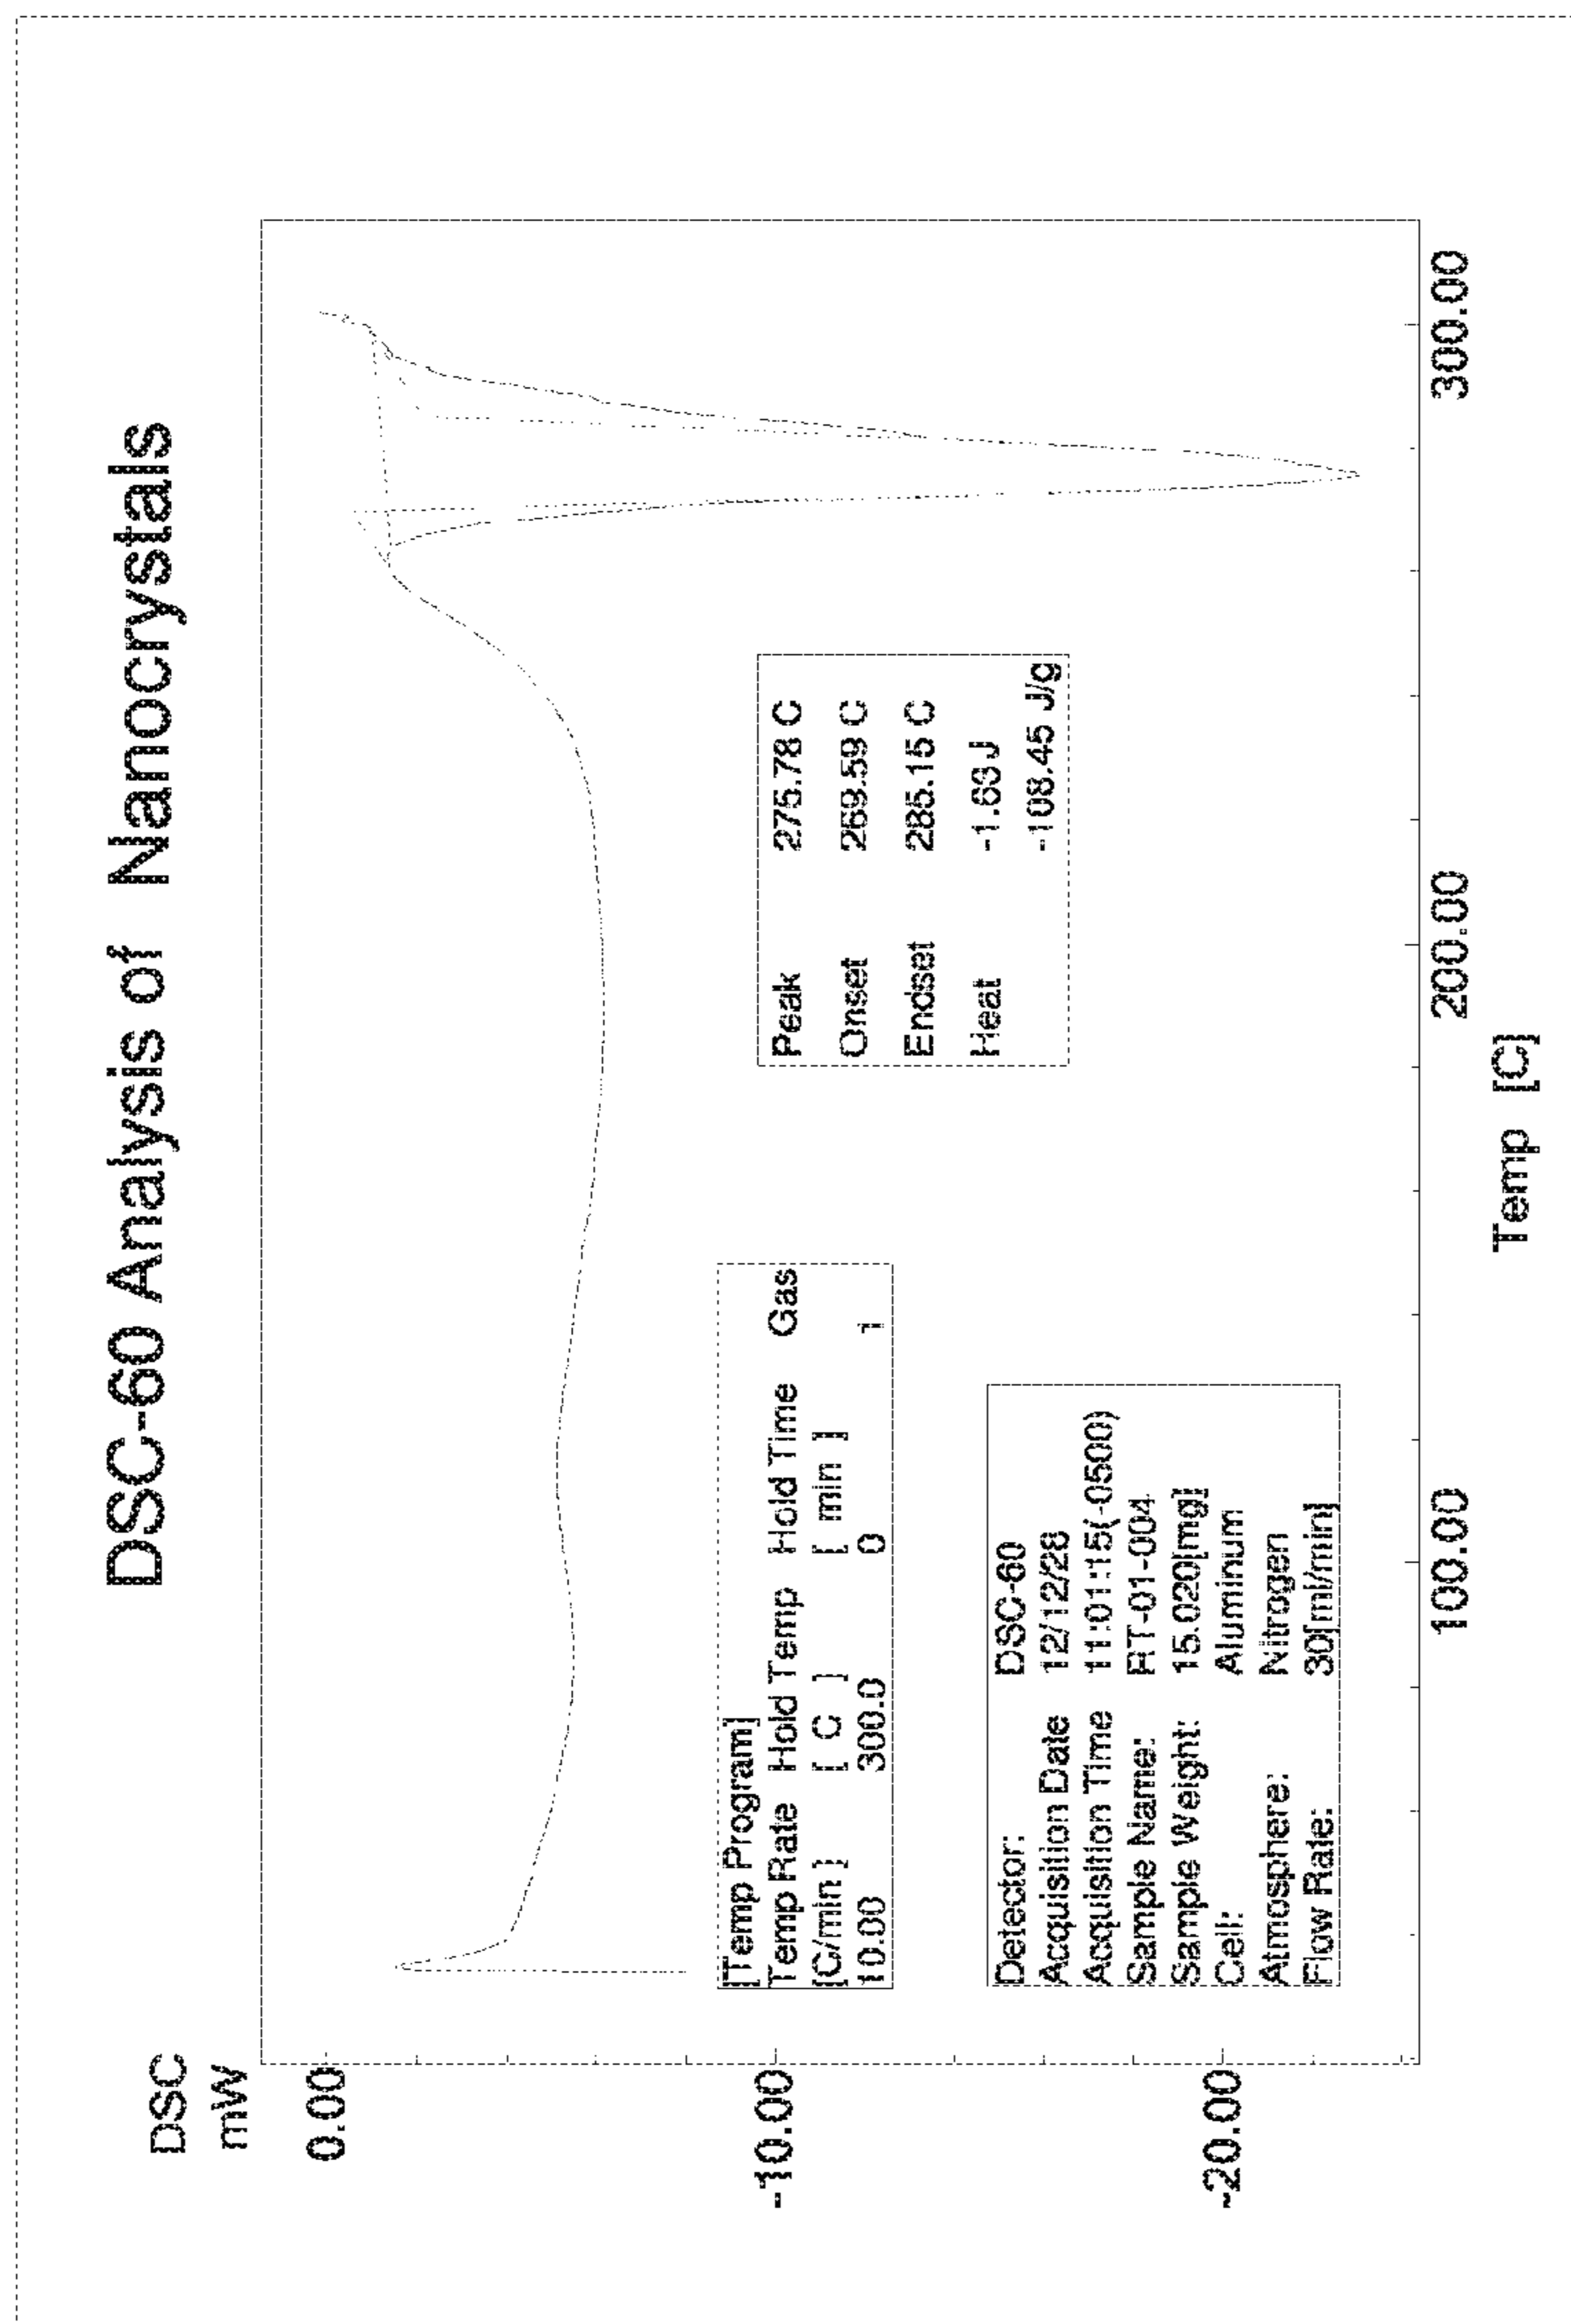 DSC-60 Analysis of Nanocrystals
DSC
mW
0.00
-10.00
-20.00
[Temp Program]
Temp Rate Hold Temp Hold Time Gas
[C/min] [ C ] [ min ]
10.00 300.0 0 1
Detector: DSC-60
Acquisition Date 12/12/28
Acquisition Time 11:01:15(-0500)
Sample Name: RT-01-004
Sample Weight: 15.020[mg]
Cell: Aluminum
Atmosphere: Nitrogen
Flow Rate: 30[ml/min]
Peak 275.78 C
Onset 269.59 C
Endset 285.15 C
Heat -1.63 J
-108.45 J/g
100.00 200.00 300.00
Temp [C]